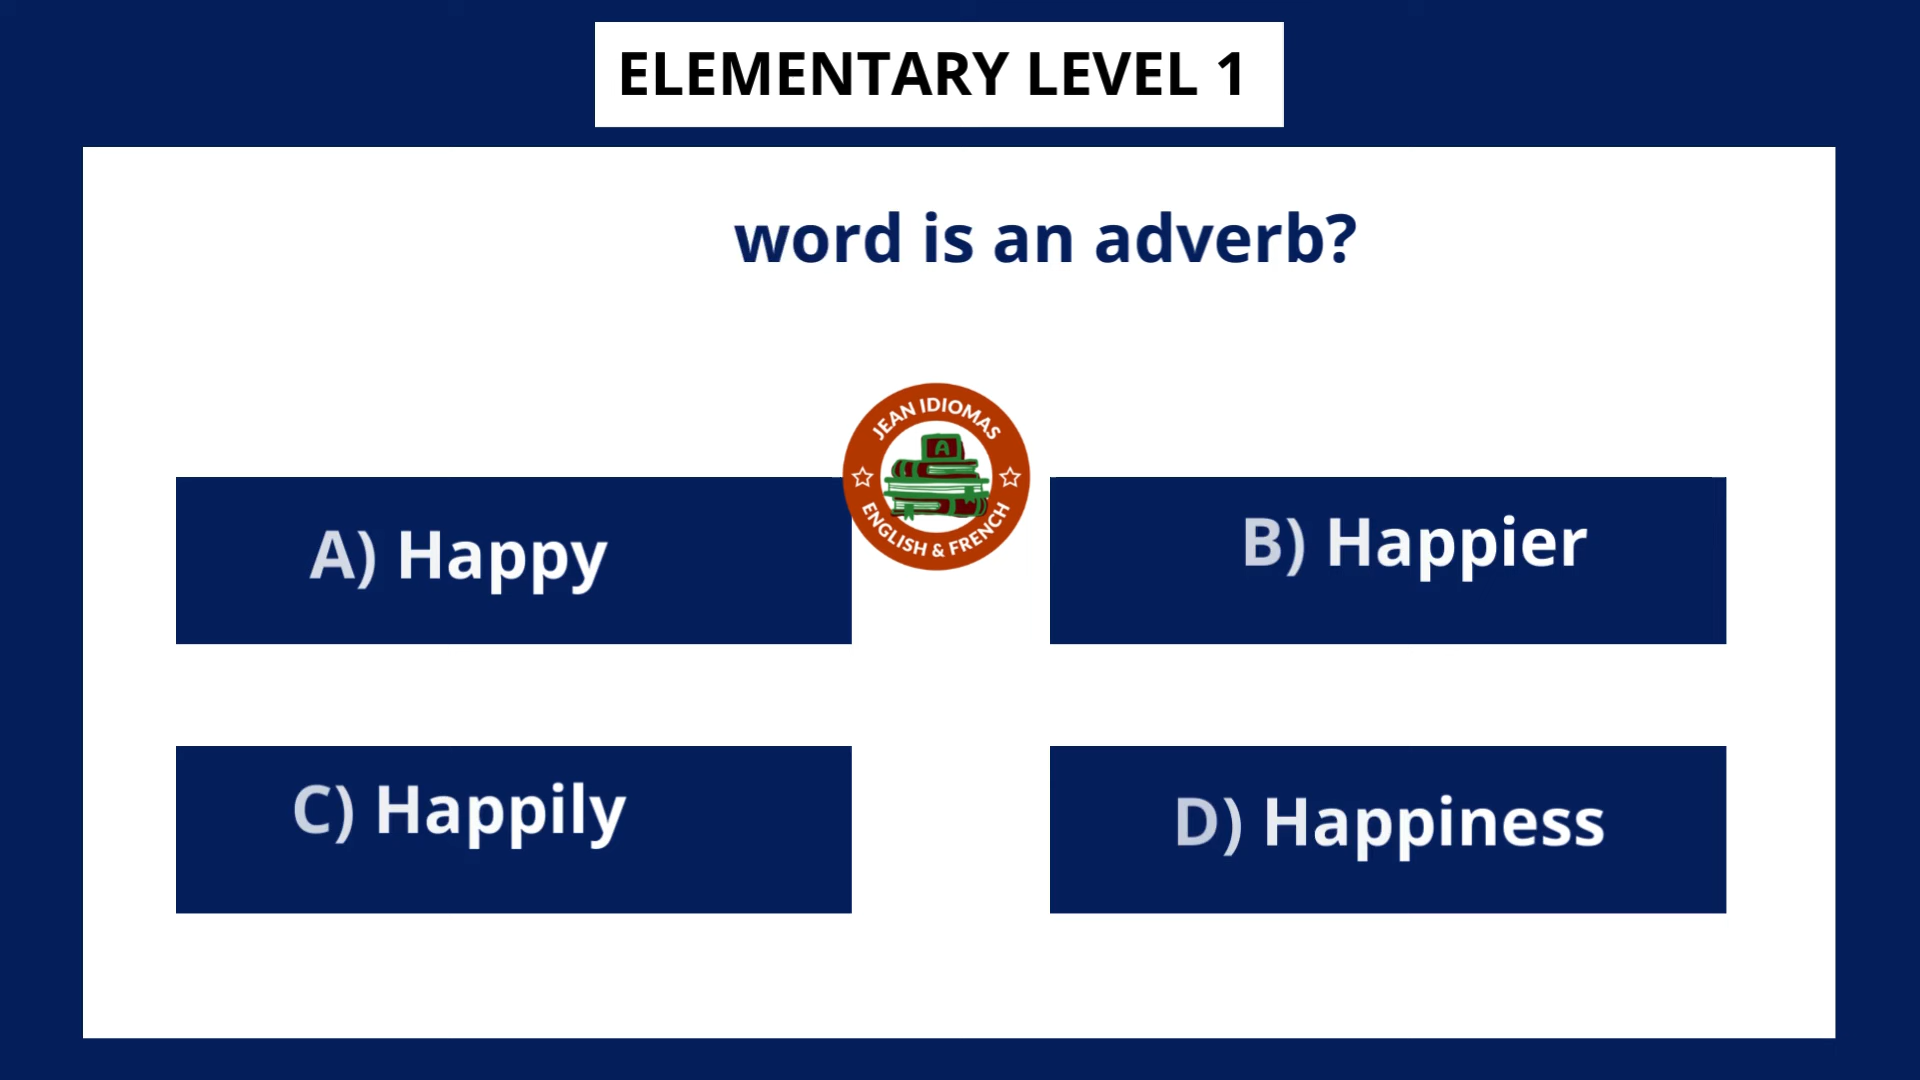 ELEMENTARY LEVEL 1
word is an adverb?
JEAN IDIOMAS
A
ENGLISH & FRENCH
A) Happy
B) Happier
C) Happily
D) Happiness